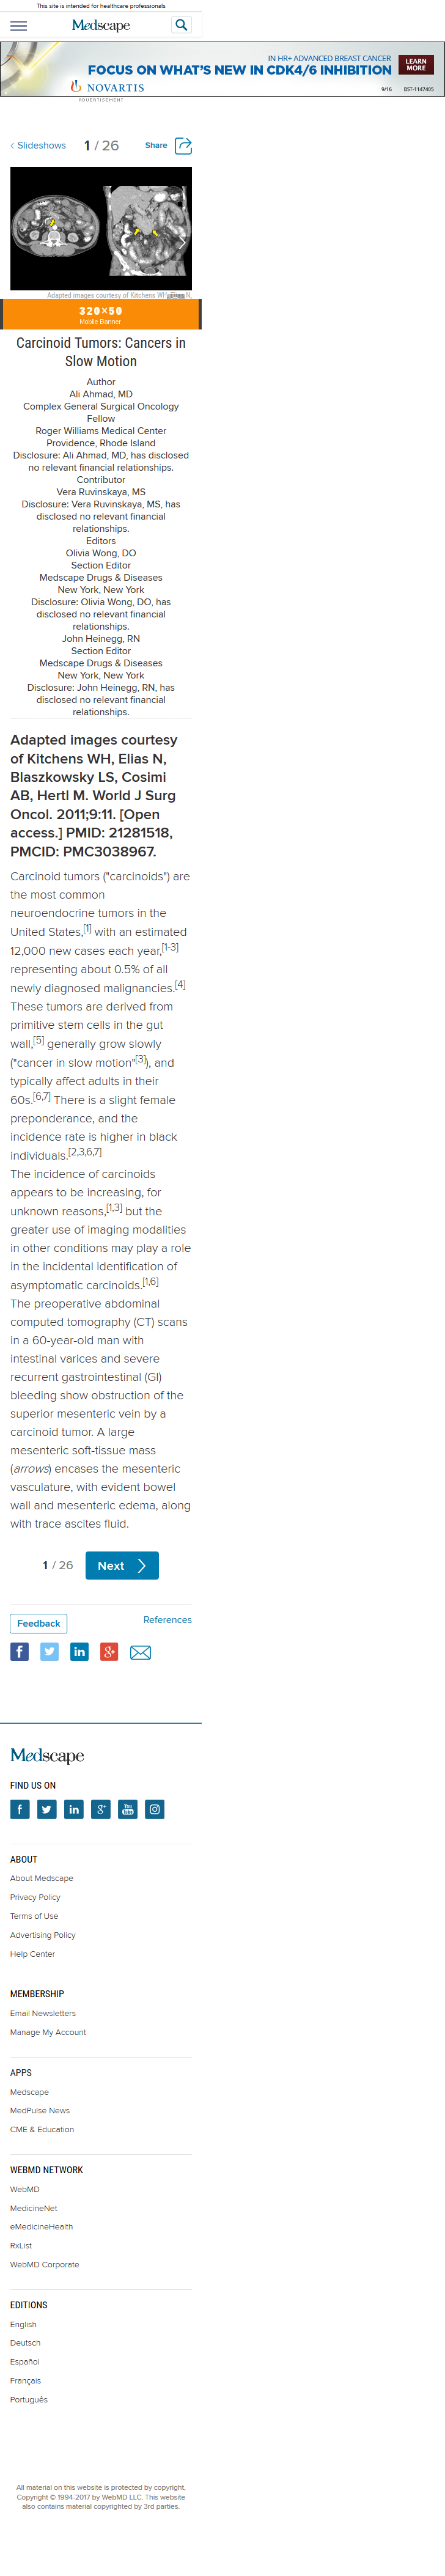 This site is intended for healthcare professionals
Medscape
IN HR+ ADVANCED BREAST CANCER
FOCUS ON WHAT'S NEW IN CDK4/6 INHIBITION
LEARN
MORE
NOVARTIS
9/16 BST-1147405
ADVERTISEMENT
Slideshows 1 / 26 Share
Adapted images courtesy of Kitchens WH, Elias N,
320×50
Mobile Banner
Carcinoid Tumors: Cancers in
Slow Motion
Author
Ali Ahmad, MD
Complex General Surgical Oncology
Fellow
Roger Williams Medical Center
Providence, Rhode Island
Disclosure: Ali Ahmad, MD, has disclosed
no relevant financial relationships.
Contributor
Vera Ruvinskaya, MS
Disclosure: Vera Ruvinskaya, MS, has
disclosed no relevant financial
relationships.
Editors
Olivia Wong, DO
Section Editor
Medscape Drugs & Diseases
New York, New York
Disclosure: Olivia Wong, DO, has
disclosed no relevant financial
relationships.
John Heinegg, RN
Section Editor
Medscape Drugs & Diseases
New York, New York
Disclosure: John Heinegg, RN, has
disclosed no relevant financial
relationships.
Adapted images courtesy
of Kitchens WH, Elias N,
Blaszkowsky LS, Cosimi
AB, Hertl M. World J Surg
Oncol. 2011;9:11. [Open
access.] PMID: 21281518,
PMCID: PMC3038967.
Carcinoid tumors ("carcinoids") are
the most common
neuroendocrine tumors in the
United States,[1] with an estimated
12,000 new cases each year,[1-3]
representing about 0.5% of all
newly diagnosed malignancies.[4]
These tumors are derived from
primitive stem cells in the gut
wall,[5] generally grow slowly
("cancer in slow motion"[3]), and
typically affect adults in their
60s.[6,7] There is a slight female
preponderance, and the
incidence rate is higher in black
individuals.[2,3,6,7]
The incidence of carcinoids
appears to be increasing, for
unknown reasons,[1,3] but the
greater use of imaging modalities
in other conditions may play a role
in the incidental identification of
asymptomatic carcinoids.[1,6]
The preoperative abdominal
computed tomography (CT) scans
in a 60-year-old man with
intestinal varices and severe
recurrent gastrointestinal (GI)
bleeding show obstruction of the
superior mesenteric vein by a
carcinoid tumor. A large
mesenteric soft-tissue mass
(arrows) encases the mesenteric
vasculature, with evident bowel
wall and mesenteric edema, along
with trace ascites fluid.
1 / 26 Next
Feedback References
Medscape
FIND US ON
ABOUT
About Medscape
Privacy Policy
Terms of Use
Advertising Policy
Help Center
MEMBERSHIP
Email Newsletters
Manage My Account
APPS
Medscape
MedPulse News
CME & Education
WEBMD NETWORK
WebMD
MedicineNet
eMedicineHealth
RxList
WebMD Corporate
EDITIONS
English
Deutsch
Español
Français
Português
All material on this website is protected by copyright,
Copyright © 1994-2017 by WebMD LLC. This website
also contains material copyrighted by 3rd parties.